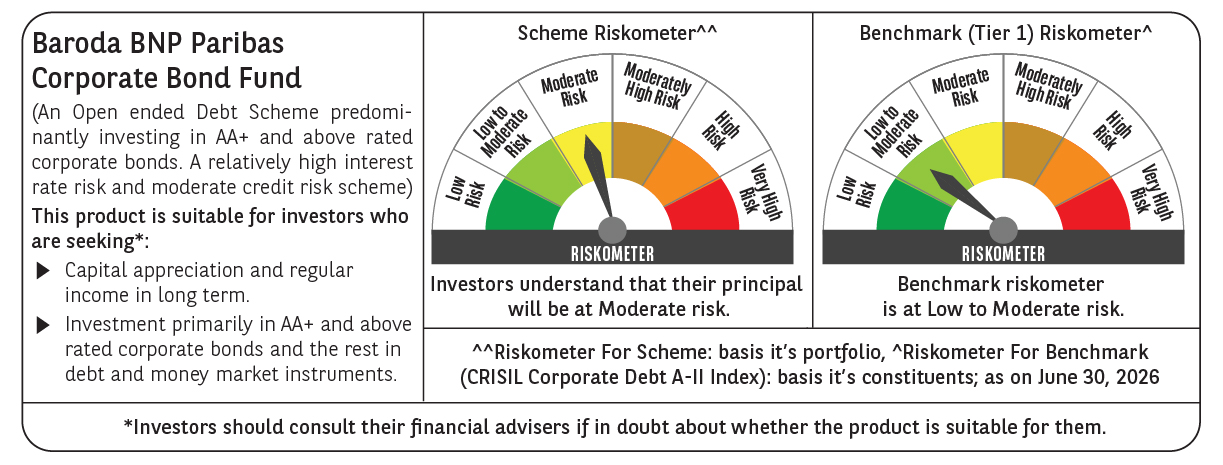 Baroda BNP Paribas
Corporate Bond Fund
(An Open ended Debt Scheme predomi-
nantly investing in AA+ and above rated
corporate bonds. A relatively high interest
rate risk and moderate credit risk scheme)
This product is suitable for investors who
are seeking*:
▶ Capital appreciation and regular
income in long term.
▶ Investment primarily in AA+ and above
rated corporate bonds and the rest in
debt and money market instruments.
Scheme Riskometer^^
Low
Risk
Low to
Moderate
Risk
Moderate
Risk
Moderately
High Risk
High
Risk
Very High
Risk
RISKOMETER
Investors understand that their principal
will be at Moderate risk.
Benchmark (Tier 1) Riskometer^
Low
Risk
Low to
Moderate
Risk
Moderate
Risk
Moderately
High Risk
High
Risk
Very High
Risk
RISKOMETER
Benchmark riskometer
is at Low to Moderate risk.
^^Riskometer For Scheme: basis it's portfolio, ^Riskometer For Benchmark
(CRISIL Corporate Debt A-II Index): basis it's constituents; as on June 30, 2026
*Investors should consult their financial advisers if in doubt about whether the product is suitable for them.